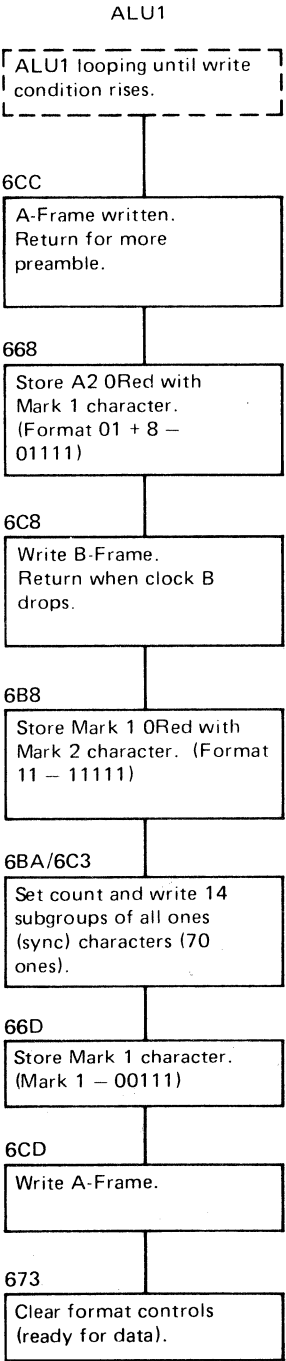 ALU1
ALU1 looping until write
condition rises.
6CC
A-Frame written.
Return for more
preamble.
668
Store A2 0Red with
Mark 1 character.
(Format 01 + 8 –
01111)
6C8
Write B-Frame.
Return when clock B
drops.
6B8
Store Mark 1 0Red with
Mark 2 character. (Format
11 – 11111)
6BA/6C3
Set count and write 14
subgroups of all ones
(sync) characters (70
ones).
66D
Store Mark 1 character.
(Mark 1 – 00111)
6CD
Write A-Frame.
673
Clear format controls
(ready for data).